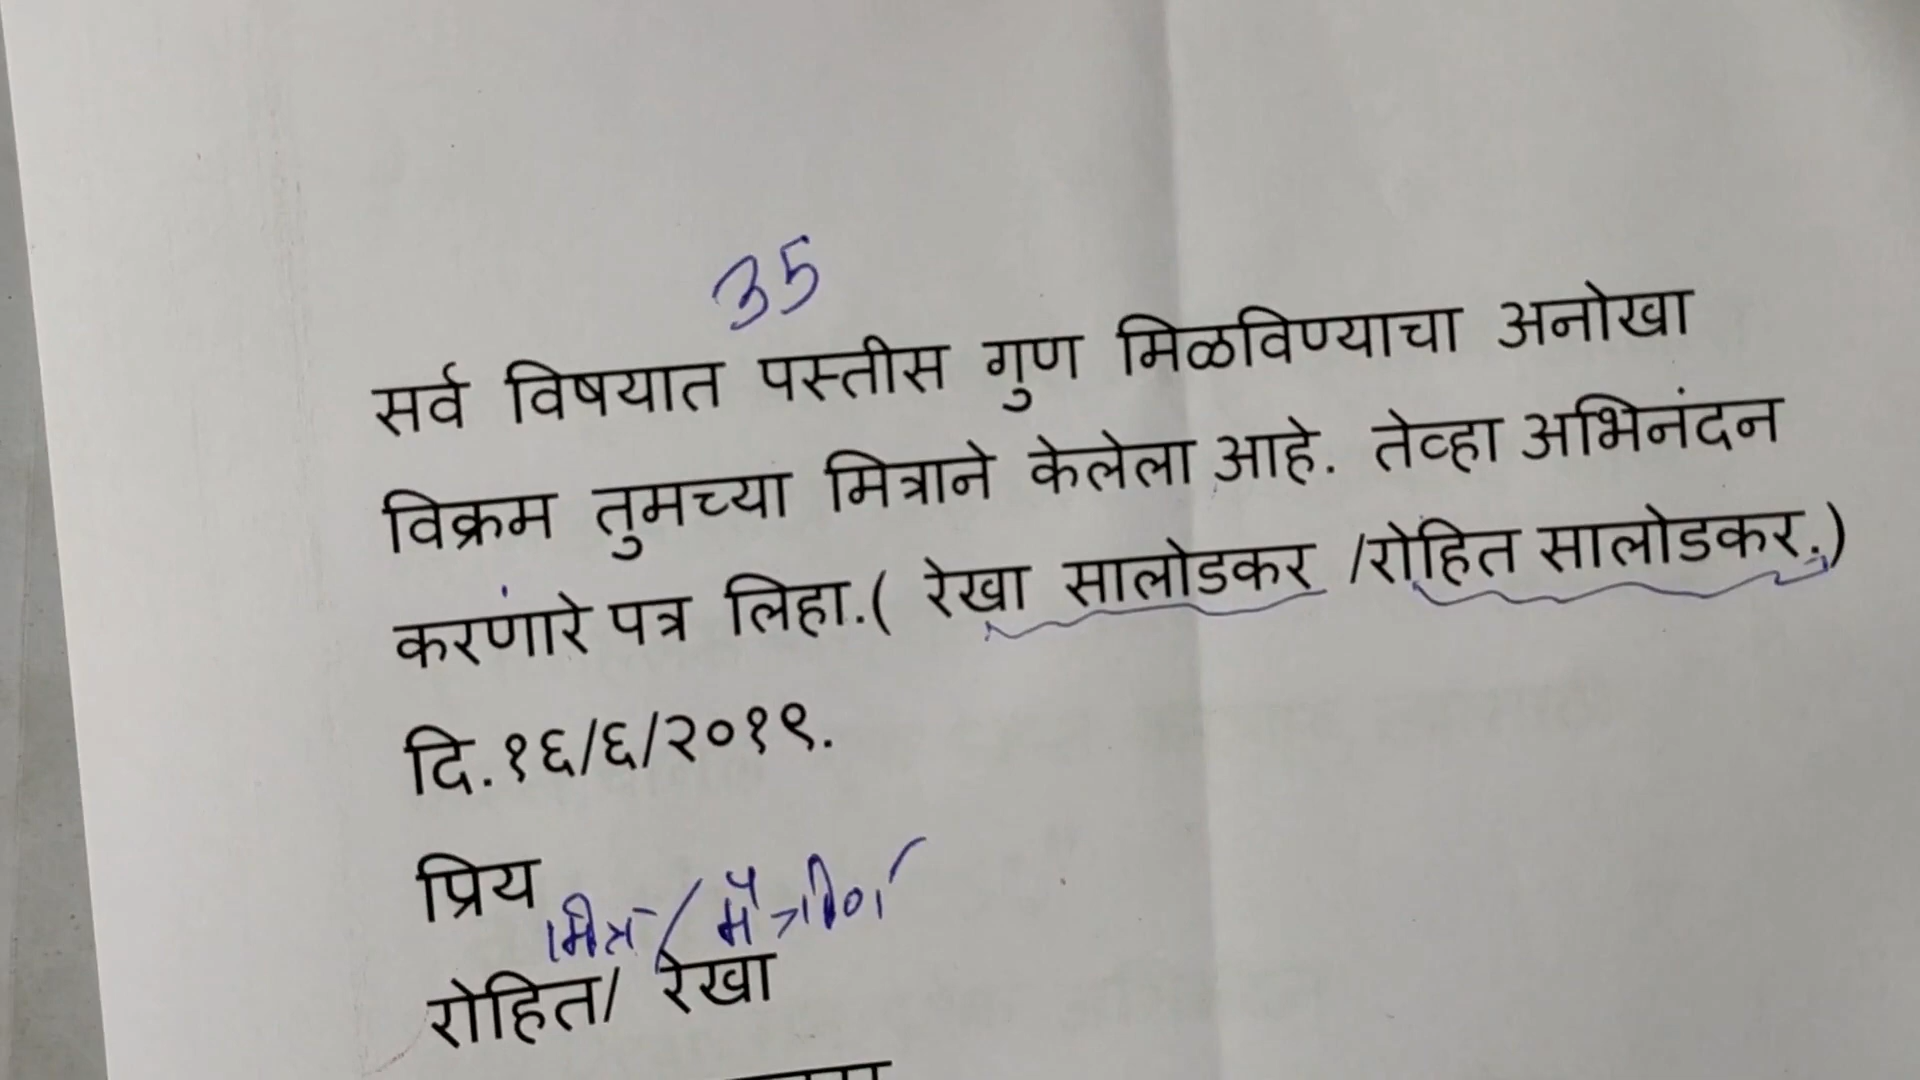 35
सर्व विषयात पस्तीस गुण मिळविण्याचा अनोखा
विक्रम तुमच्या मित्राने केलेला आहे. तेव्हा अभिनंदन
करणारे पत्र लिहा.( रेखा सालोडकर /रोहित सालोडकर.)
दि.१६/६/२०१९.
प्रिय
मित्र/मैत्रीण
रोहित/ रेखा